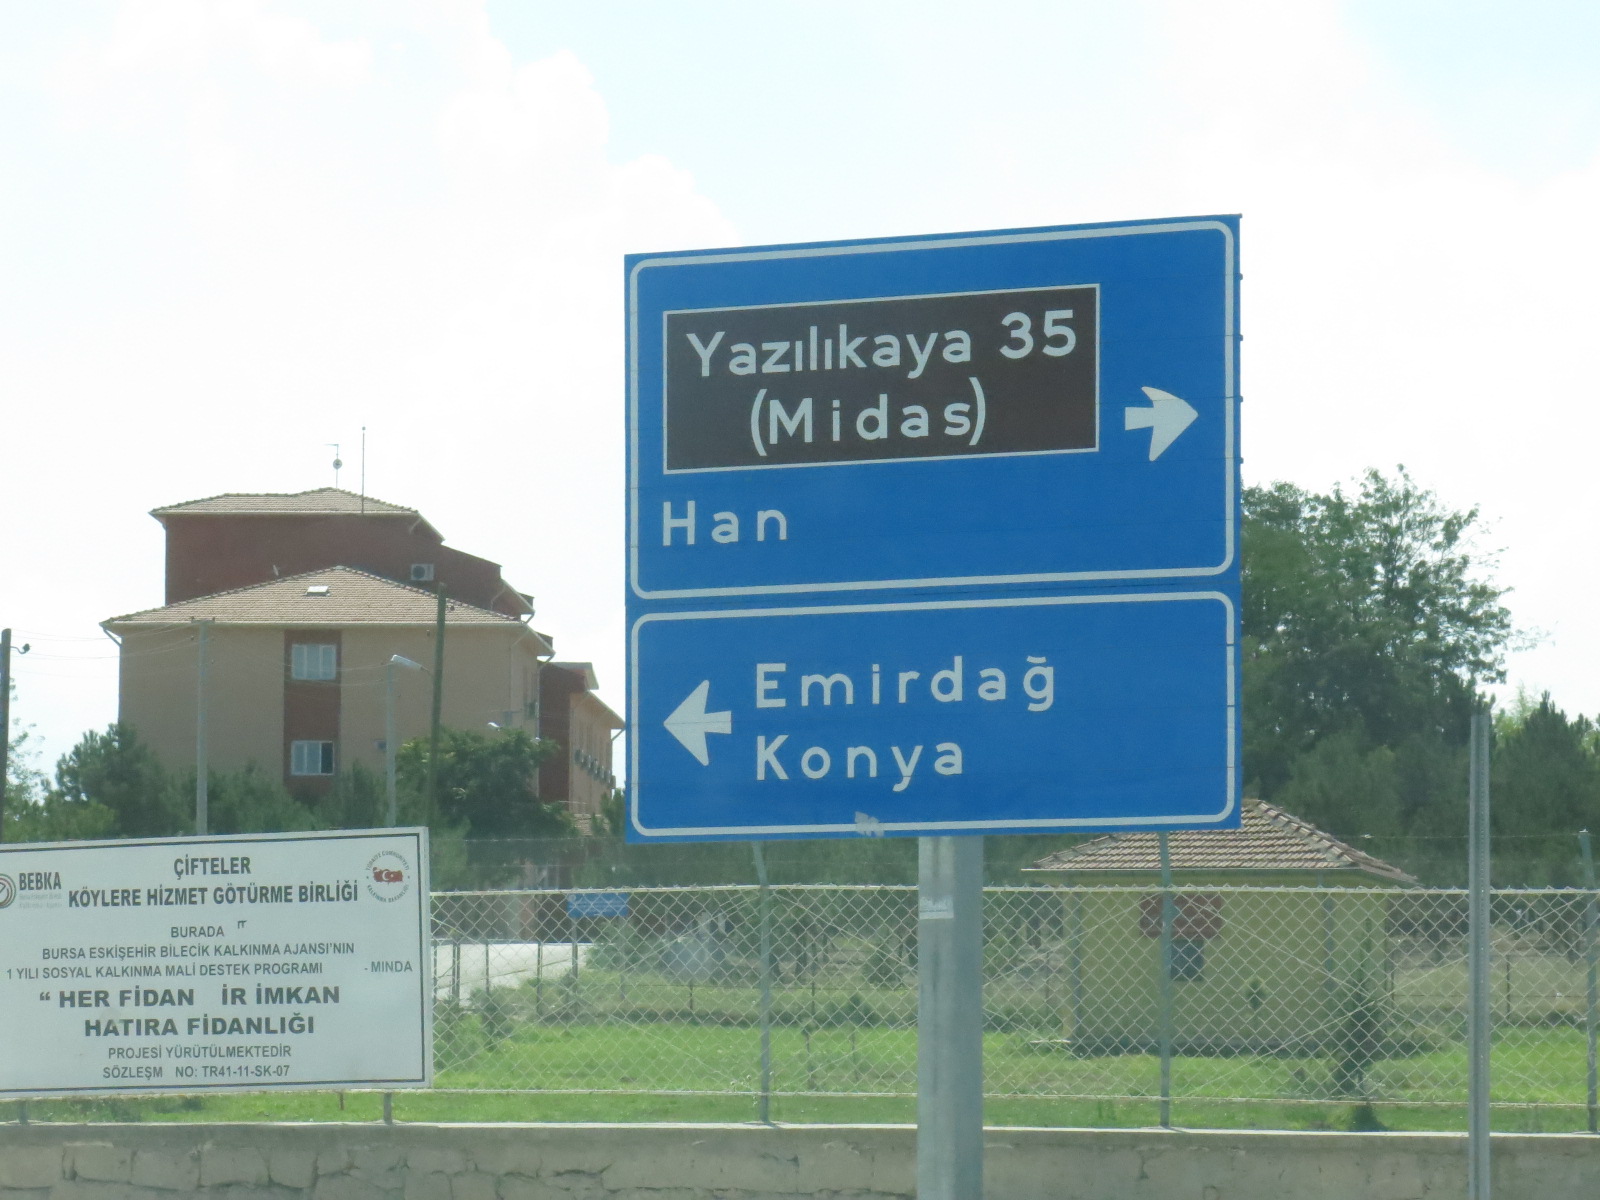 Yazılıkaya 35
(Midas)
Han
Emirdağ
Konya
BEBKA
ÇİFTELER
KÖYLERE HİZMET GÖTÜRME BİRLİĞİ
BURADA
BURSA ESKİŞEHİR BİLECİK KALKINMA AJANSI'NIN
1 YILI SOSYAL KALKINMA MALİ DESTEK PROGRAMI - MINDA
“ HER FİDAN İR İMKAN
HATIRA FİDANLIĞI
PROJESİ YÜRÜTÜLMEKTEDİR
SÖZLEŞM NO: TR41-11-SK-07